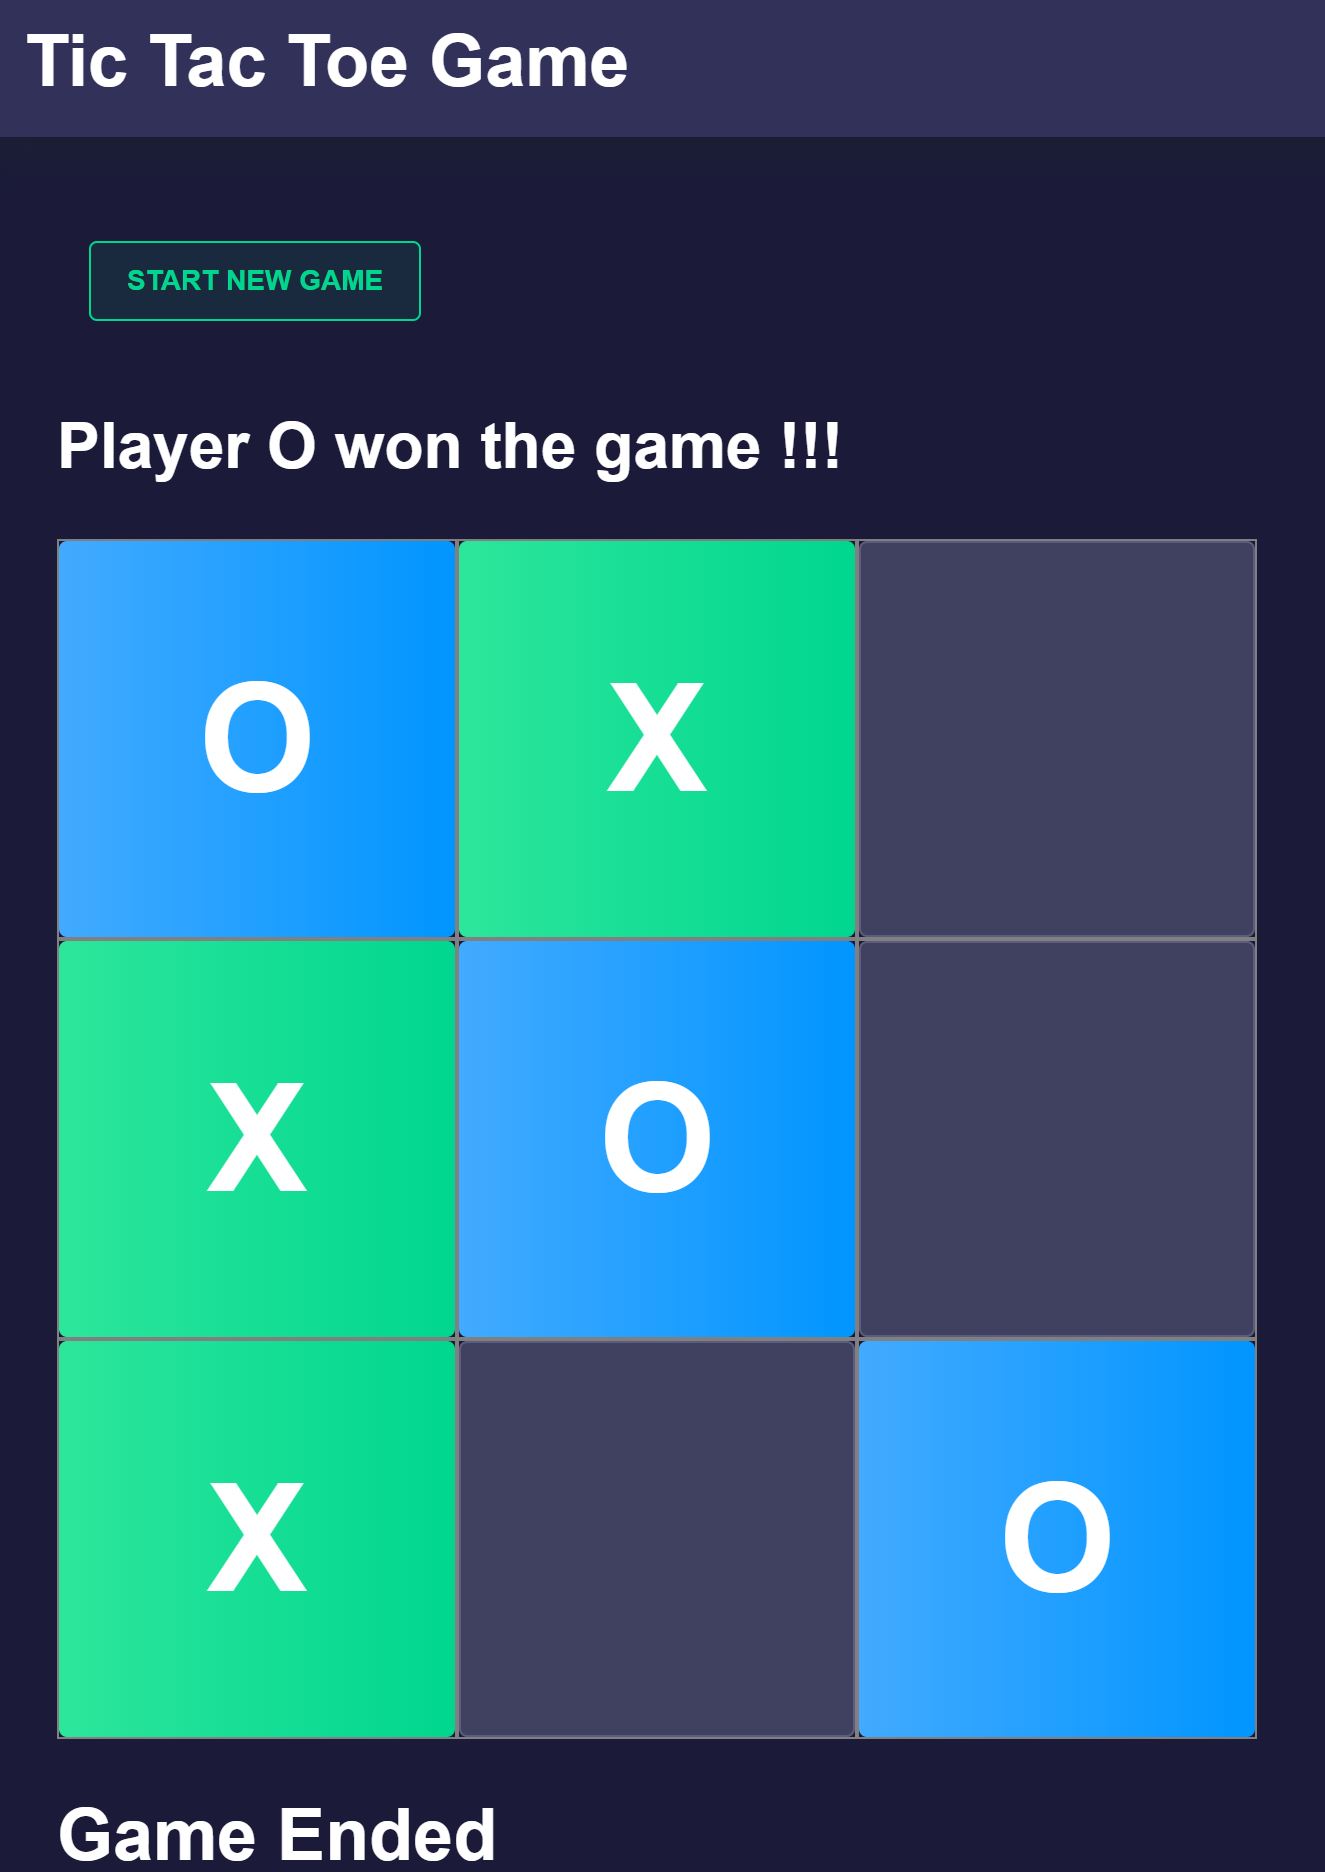 Tic Tac Toe Game
START NEW GAME
Player O won the game !!!
O X
X O
X O
Game Ended